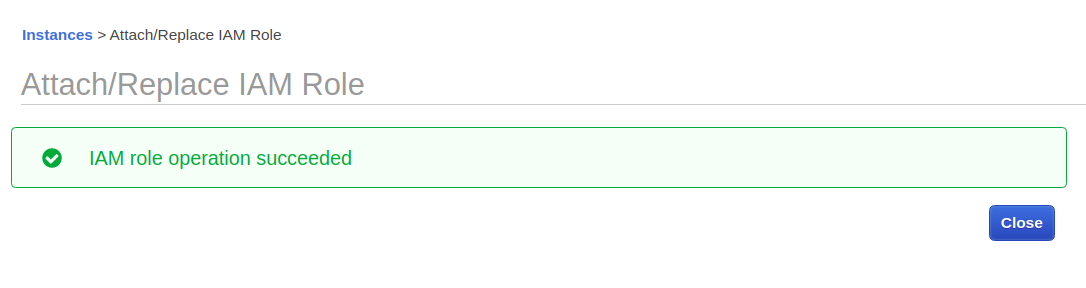 Instances > Attach/Replace IAM Role
Attach/Replace IAM Role
IAM role operation succeeded
Close